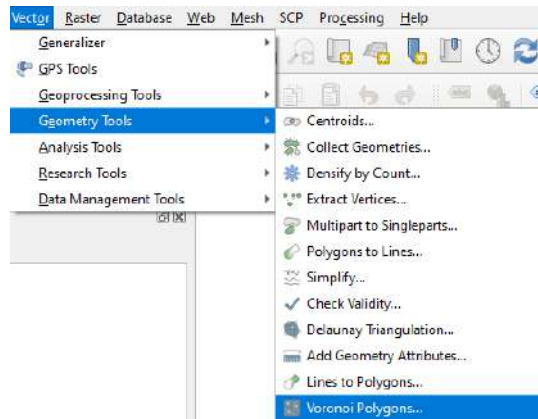 Vector Raster Database Web Mesh SCP Processing Help
Generalizer
GPS Tools
Geoprocessing Tools
Geometry Tools
Analysis Tools
Research Tools
Data Management Tools
Centroids...
Collect Geometries...
Densify by Count...
Extract Vertices...
Multipart to Singleparts...
Polygons to Lines...
Simplify...
Check Validity...
Delaunay Triangulation...
Add Geometry Attributes...
Lines to Polygons...
Voronoi Polygons...